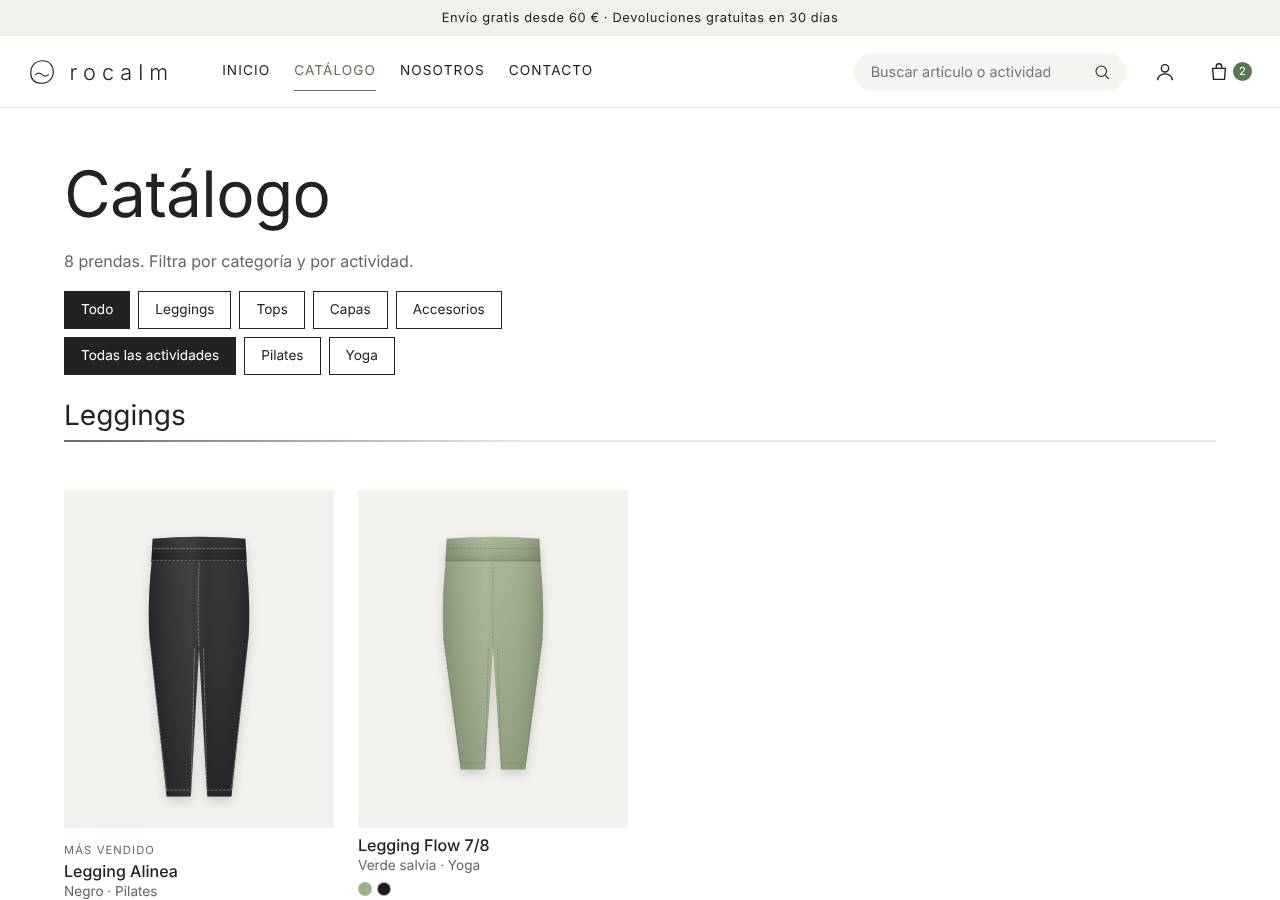 Envío gratis desde 60 € · Devoluciones gratuitas en 30 días
rocalm
INICIO
CATÁLOGO
NOSOTROS
CONTACTO
Buscar artículo o actividad
2
Catálogo
8 prendas. Filtra por categoría y por actividad.
Todo
Leggings
Tops
Capas
Accesorios
Todas las actividades
Pilates
Yoga
Leggings
MÁS VENDIDO
Legging Alinea
Negro · Pilates
Legging Flow 7/8
Verde salvia · Yoga